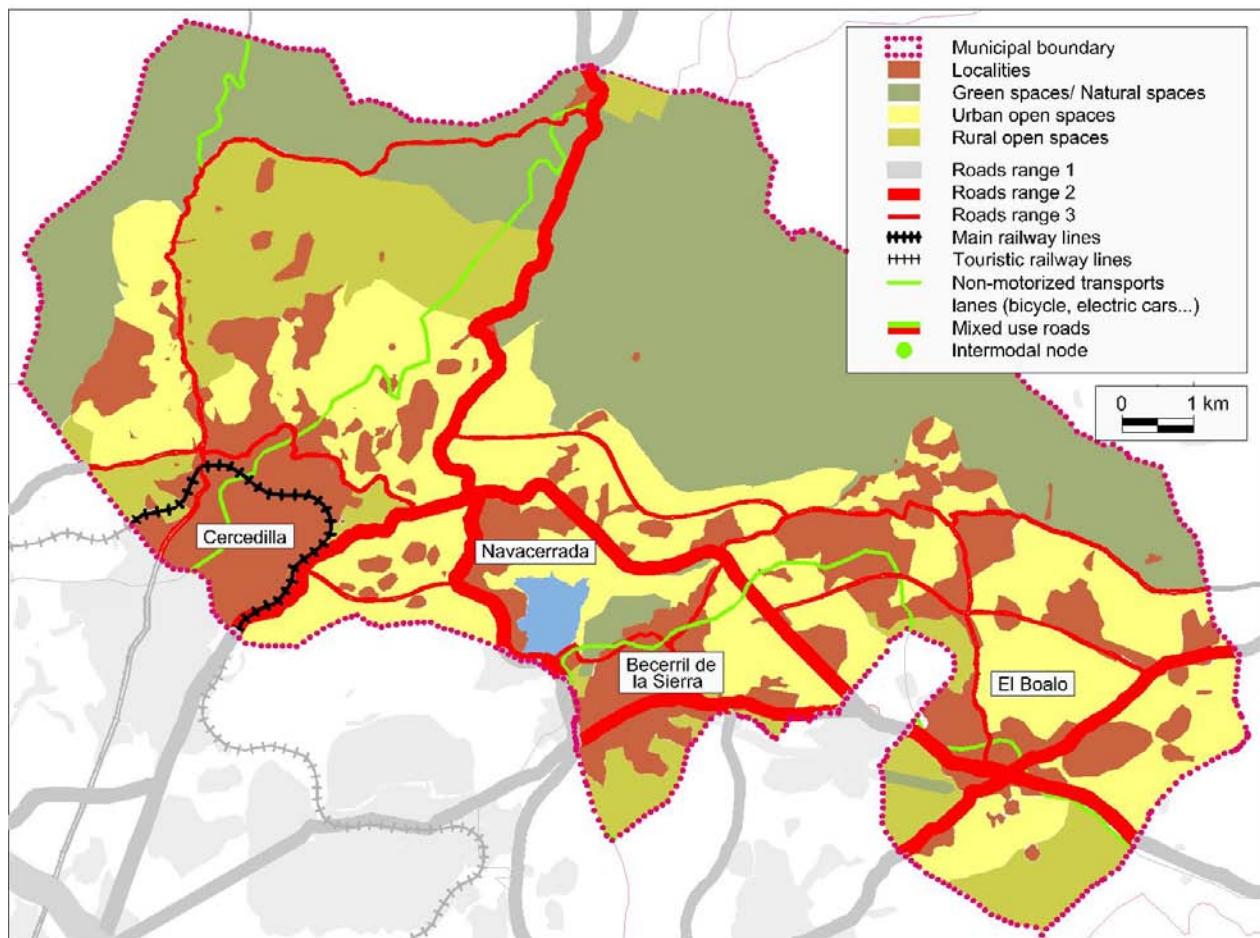 Municipal boundary
Localities
Green spaces/ Natural spaces
Urban open spaces
Rural open spaces
Roads range 1
Roads range 2
Roads range 3
Main railway lines
Touristic railway lines
Non-motorized transports
lanes (bicycle, electric cars...)
Mixed use roads
Intermodal node
0 1 km
Cercedilla
Navacerrada
Becerril de
la Sierra
El Boalo